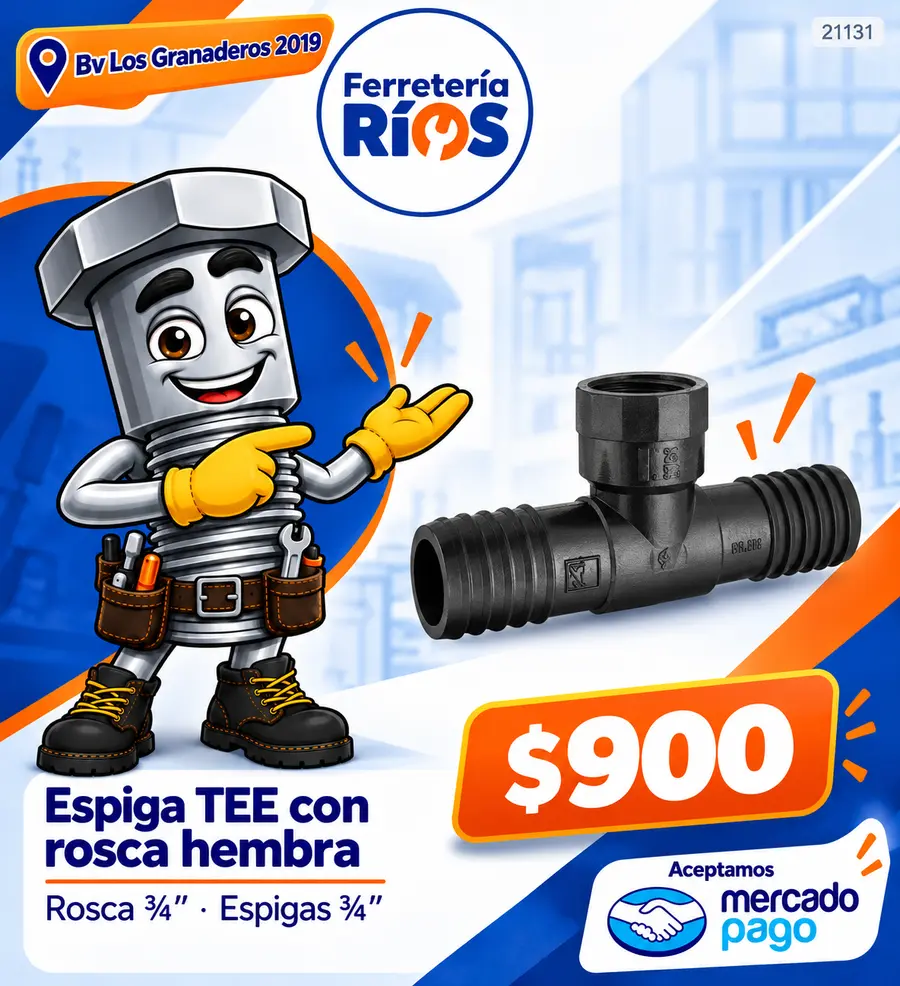 Bv Los Granaderos 2019
21131
Ferretería
RÍOS
$900
Espiga TEE con
rosca hembra
Rosca ¾” · Espigas ¾”
Aceptamos
mercado
pago